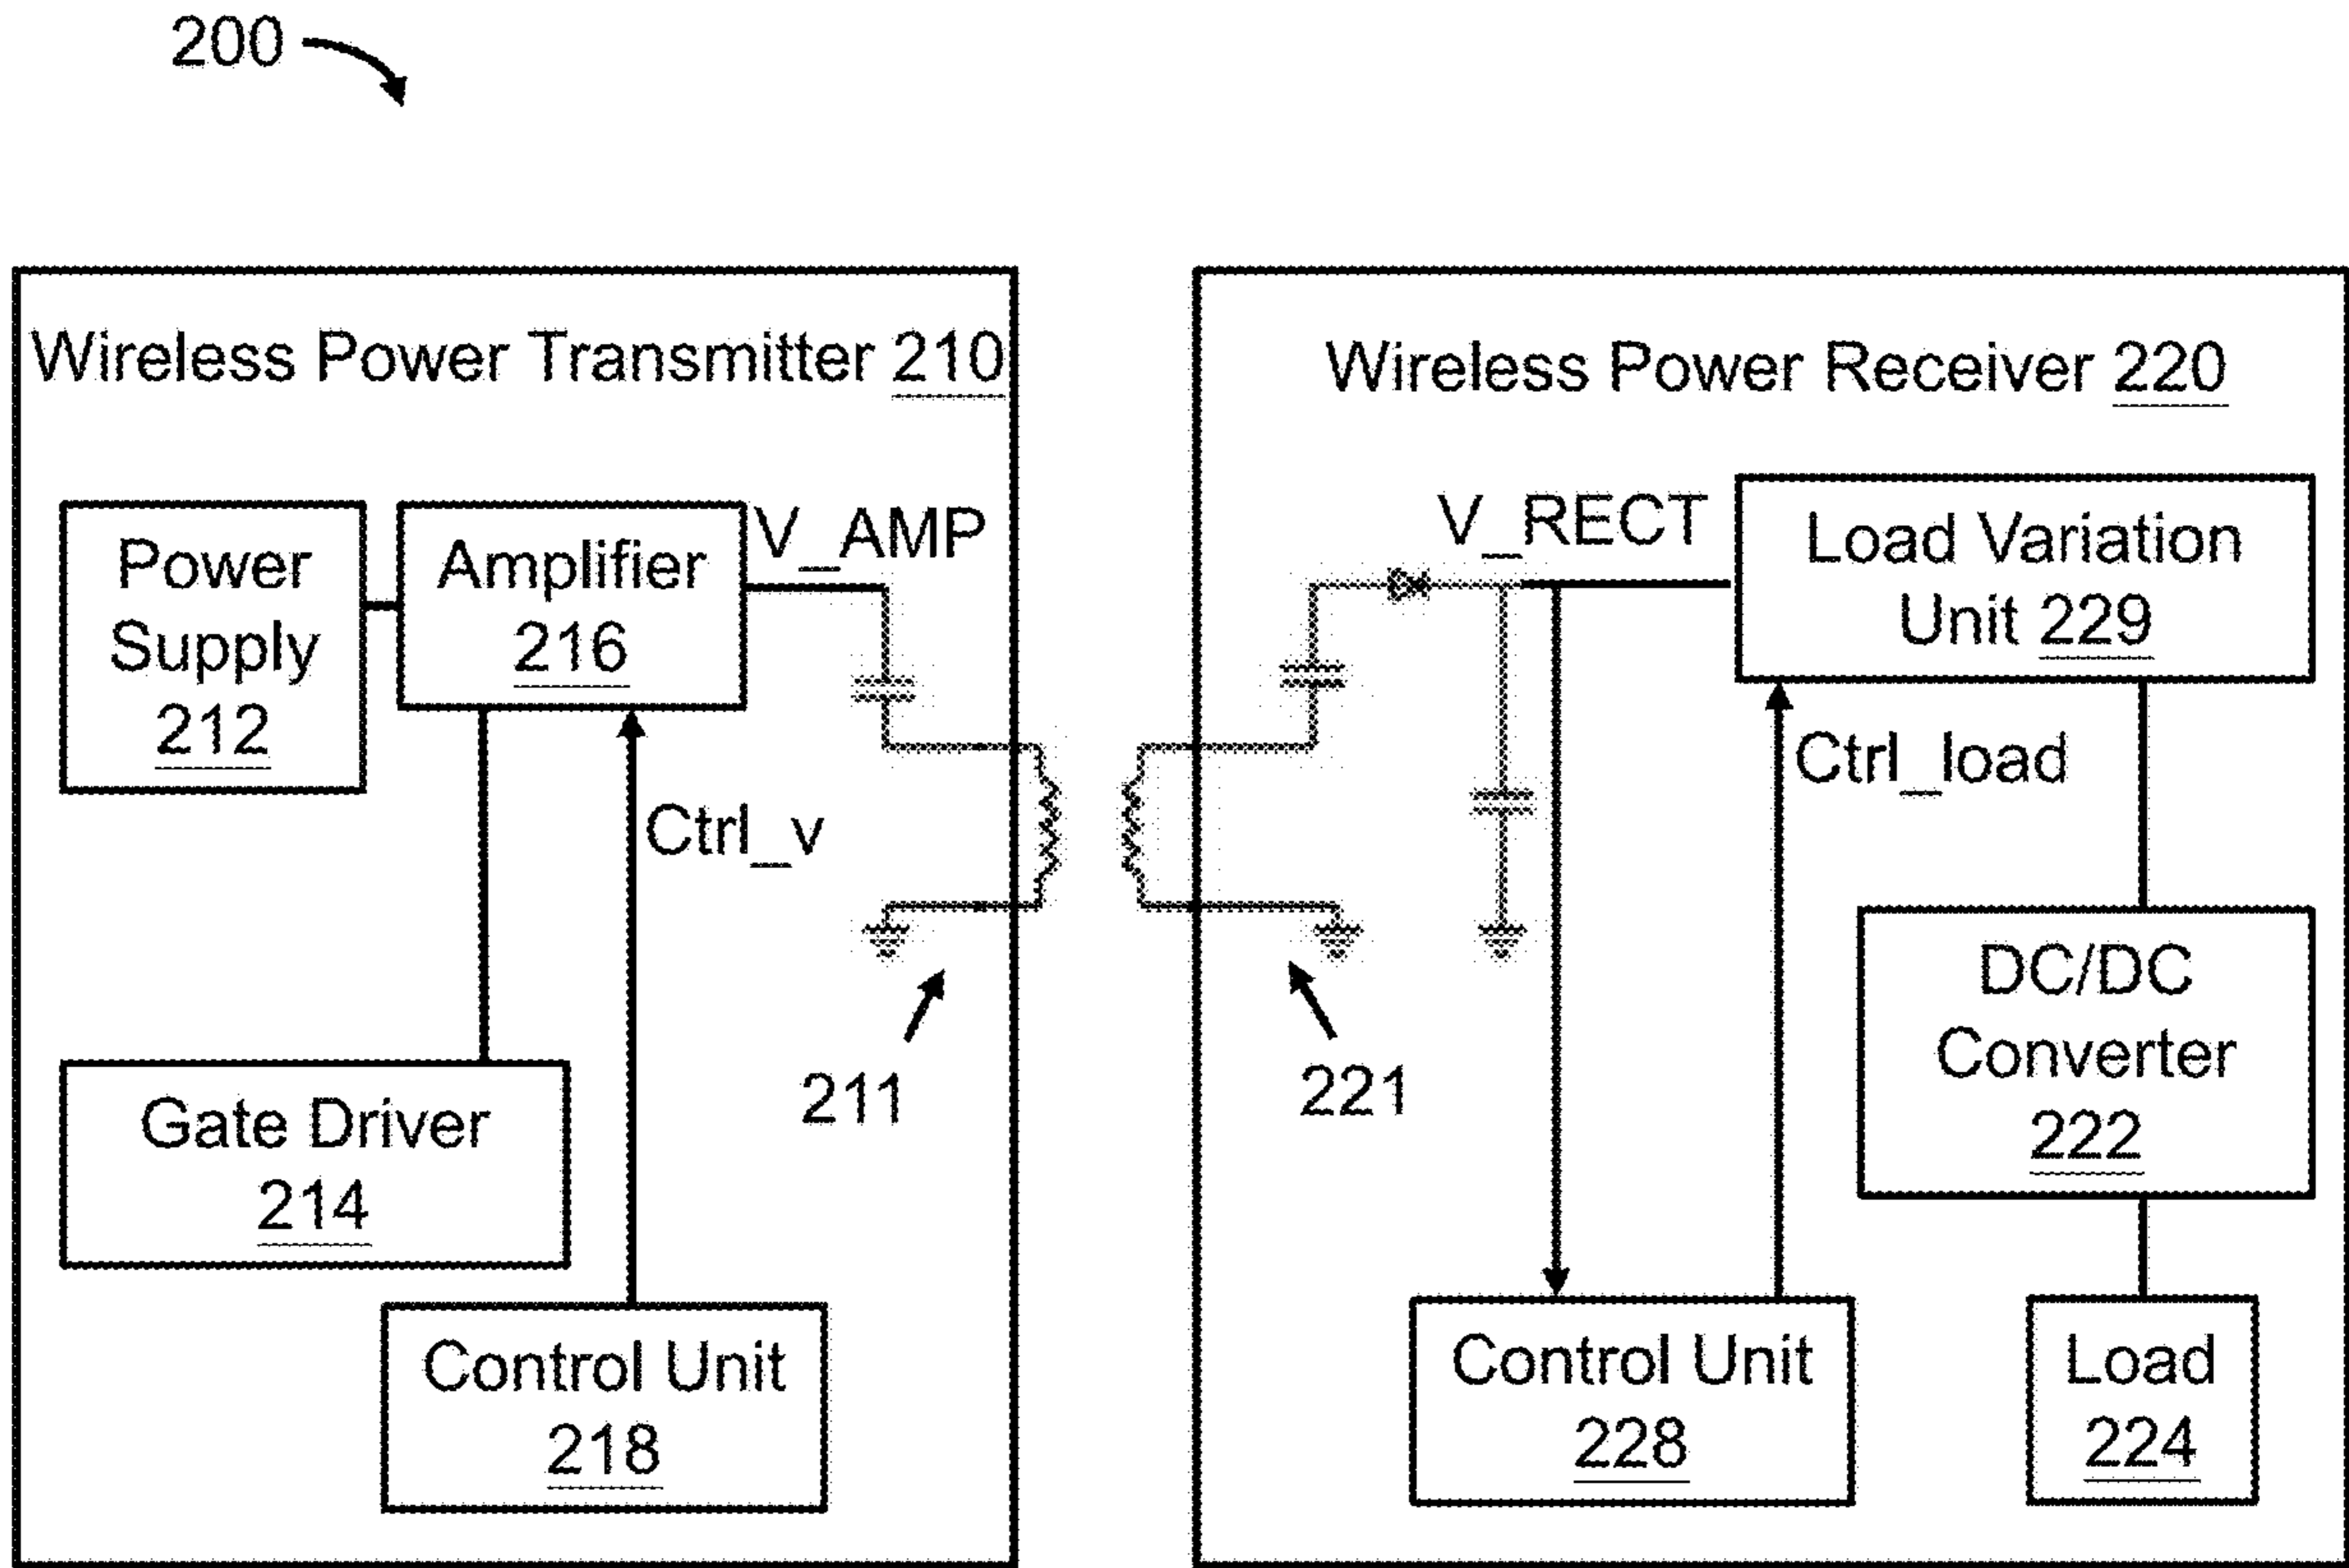 200
Wireless Power Transmitter 210
Power
Supply
212
Amplifier
216
V_AMP
Ctrl_v
Gate Driver
214
211
Control Unit
218
Wireless Power Receiver 220
V_RECT
Load Variation
Unit 229
Ctrl_load
221
DC/DC
Converter
222
Control Unit
228
Load
224